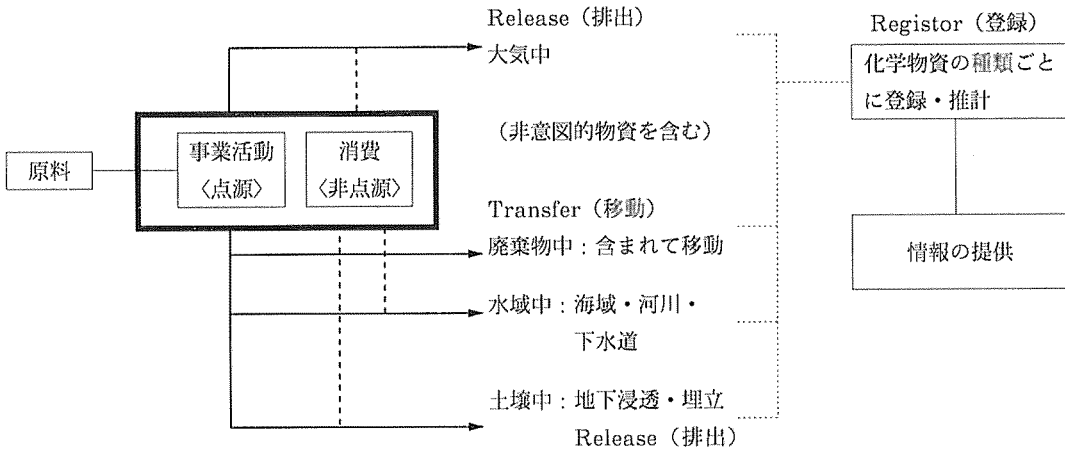 原料
事業活動
〈点源〉
消費
〈非点源〉
Release（排出）
大気中
（非意図的物資を含む）
Transfer（移動）
廃棄物中：含まれて移動
水域中：海域・河川・
下水道
土壌中：地下浸透・埋立
Release（排出）
Registor（登録）
化学物資の種類ごと
に登録・推計
情報の提供